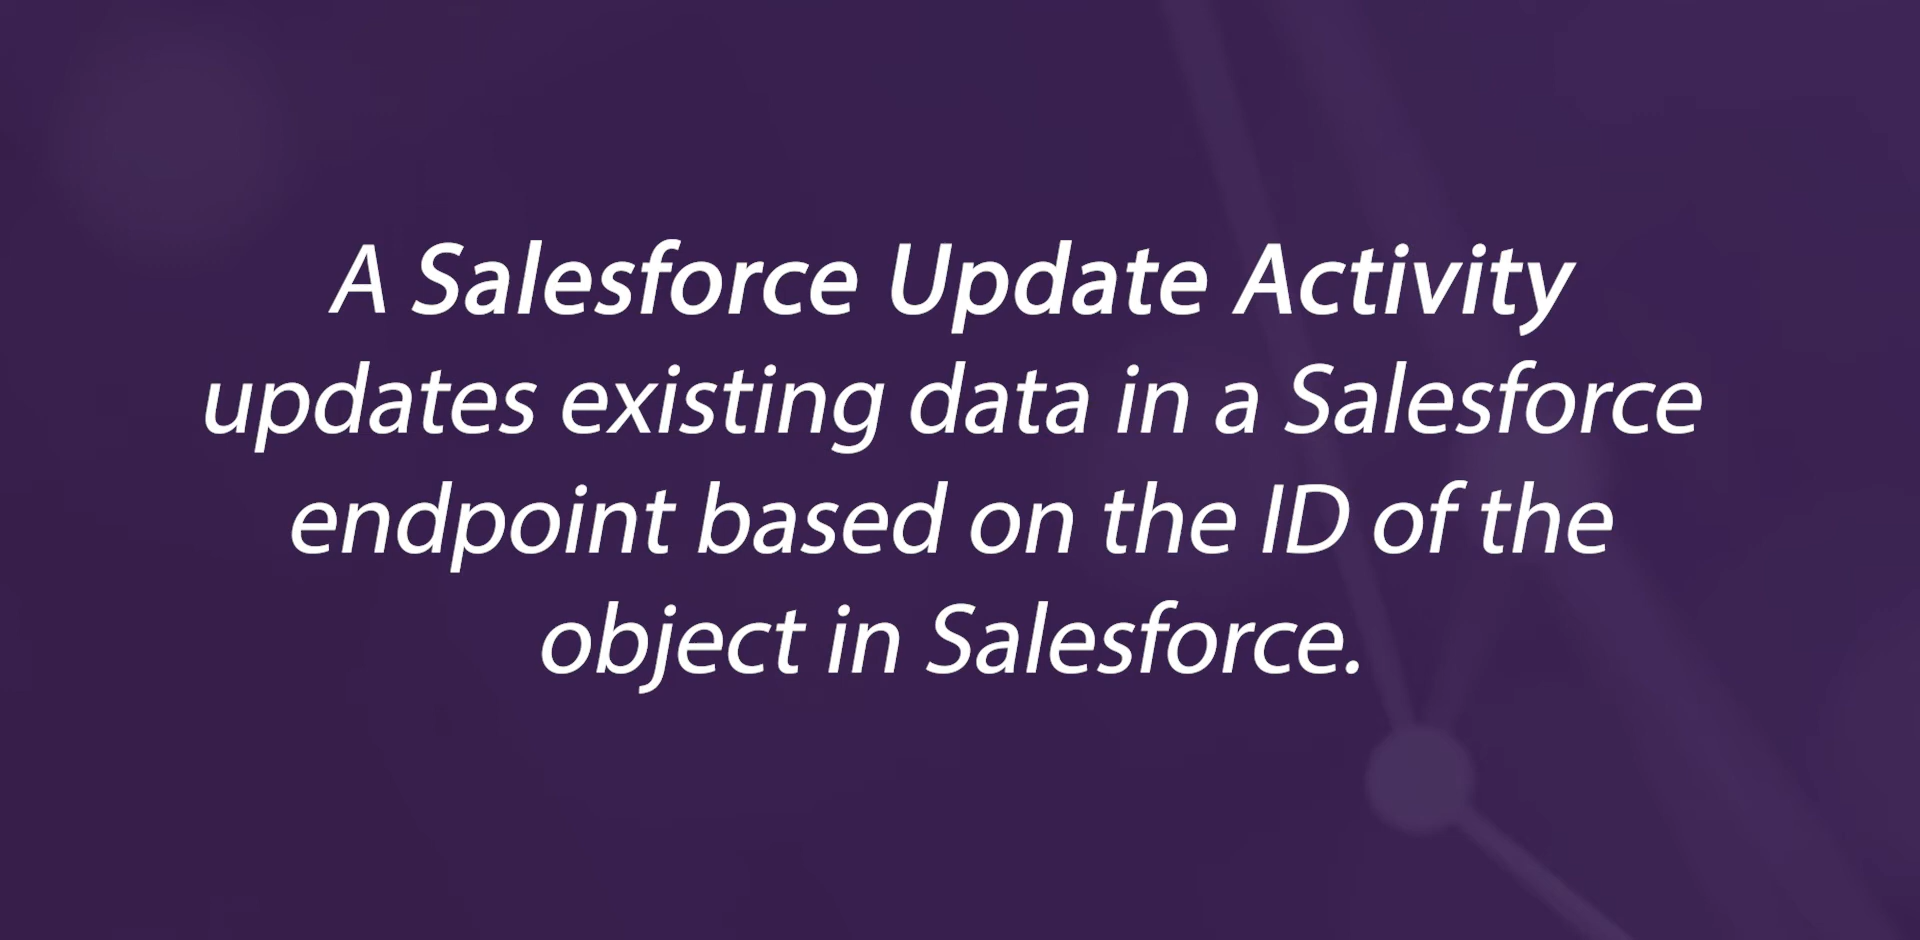 A Salesforce Update Activity
updates existing data in a Salesforce
endpoint based on the ID of the
object in Salesforce.